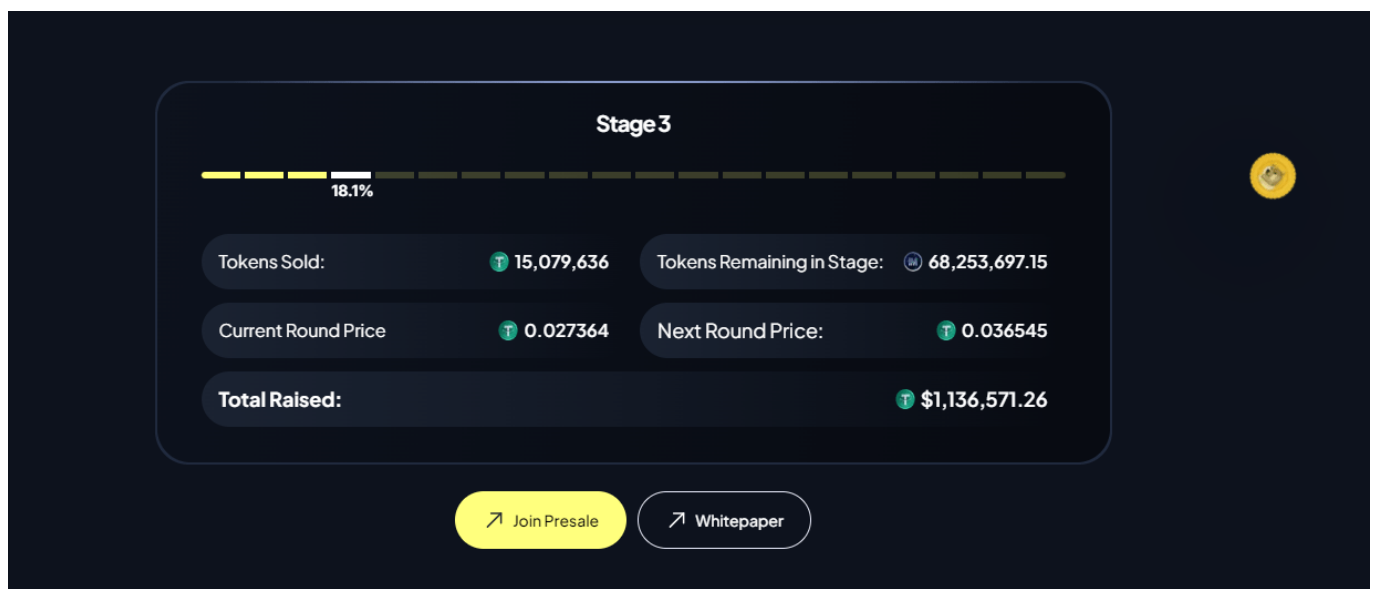 Stage 3
18.1%
Tokens Sold: T 15,079,636
Tokens Remaining in Stage: 68,253,697.15
Current Round Price T 0.027364
Next Round Price: T 0.036545
Total Raised: T $1,136,571.26
Join Presale
Whitepaper